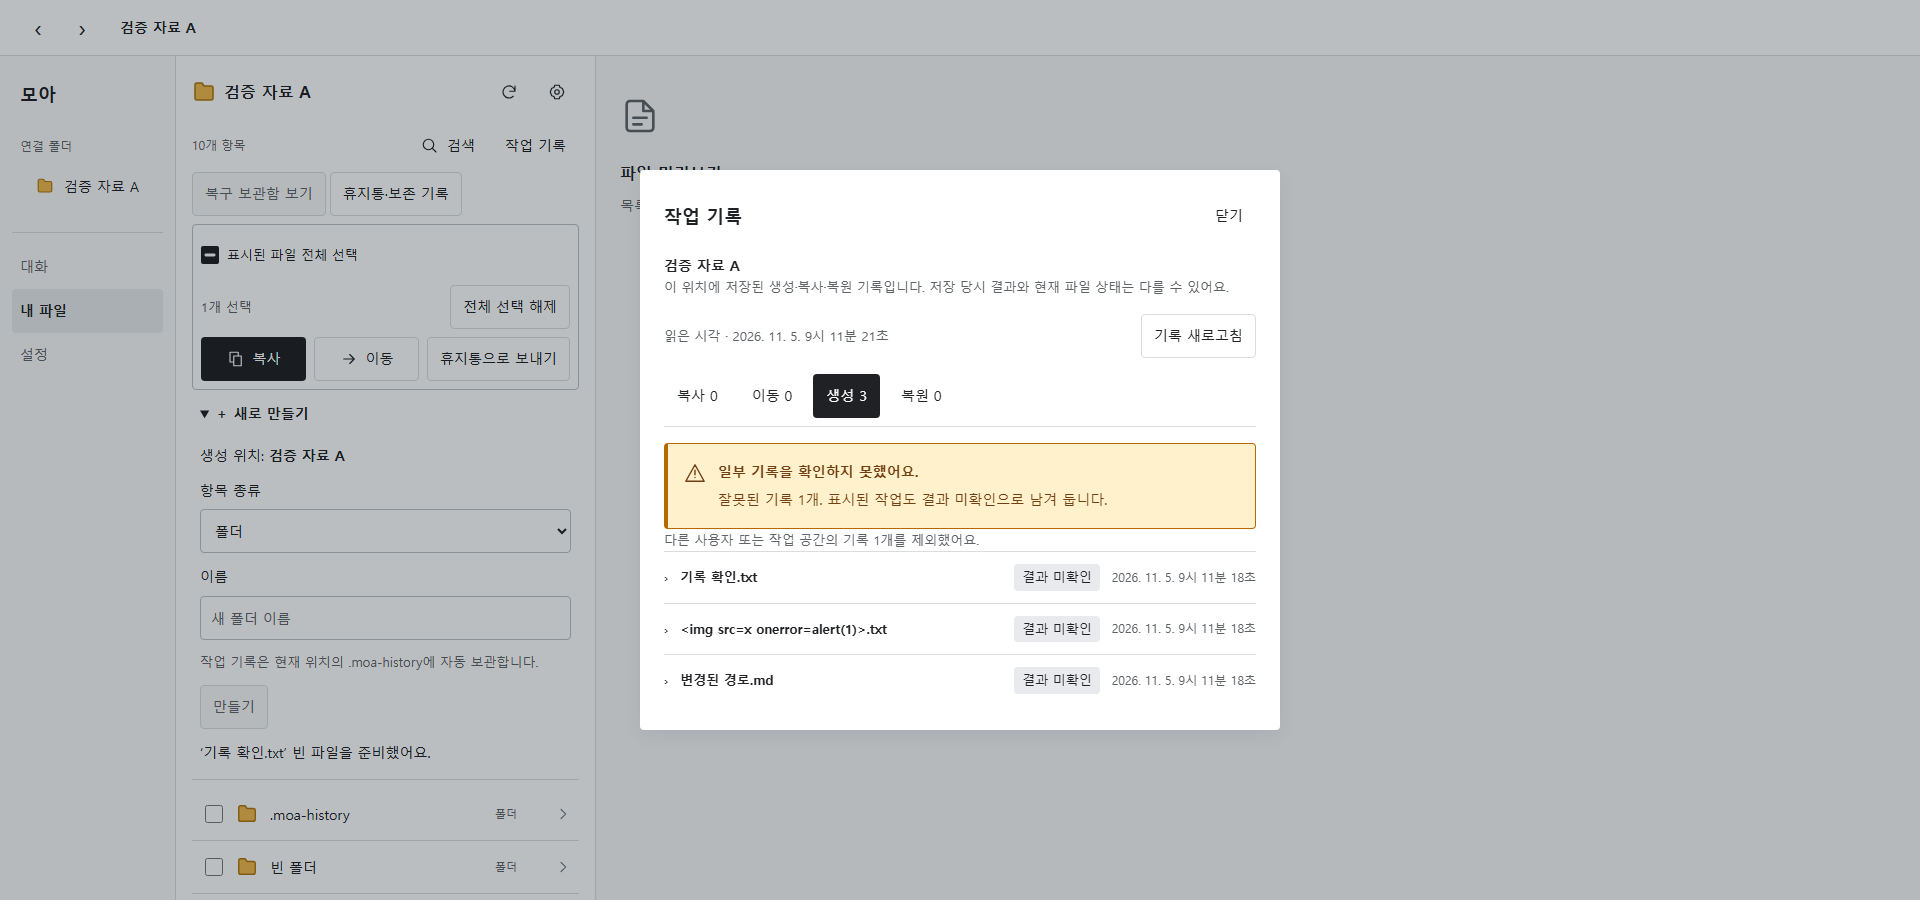 검증 자료 A
모아
연결 폴더
검증 자료 A
대화
내 파일
설정
검증 자료 A
10개 항목
검색
작업 기록
복구 보관함 보기
휴지통·보존 기록
표시된 파일 전체 선택
1개 선택
전체 선택 해제
복사
이동
휴지통으로 보내기
+ 새로 만들기
생성 위치: 검증 자료 A
항목 종류
폴더
이름
새 폴더 이름
작업 기록은 현재 위치의 .moa-history에 자동 보관합니다.
만들기
‘기록 확인.txt’ 빈 파일을 준비했어요.
.moa-history
폴더
빈 폴더
폴더
작업 기록
닫기
검증 자료 A
이 위치에 저장된 생성·복사·복원 기록입니다. 저장 당시 결과와 현재 파일 상태는 다를 수 있어요.
읽은 시각 · 2026. 11. 5. 9시 11분 21초
기록 새로고침
복사 0
이동 0
생성 3
복원 0
일부 기록을 확인하지 못했어요.
잘못된 기록 1개. 표시된 작업도 결과 미확인으로 남겨 둡니다.
다른 사용자 또는 작업 공간의 기록 1개를 제외했어요.
› 기록 확인.txt
결과 미확인
2026. 11. 5. 9시 11분 18초
› <img src=x onerror=alert(1)>.txt
결과 미확인
2026. 11. 5. 9시 11분 18초
› 변경된 경로.md
결과 미확인
2026. 11. 5. 9시 11분 18초